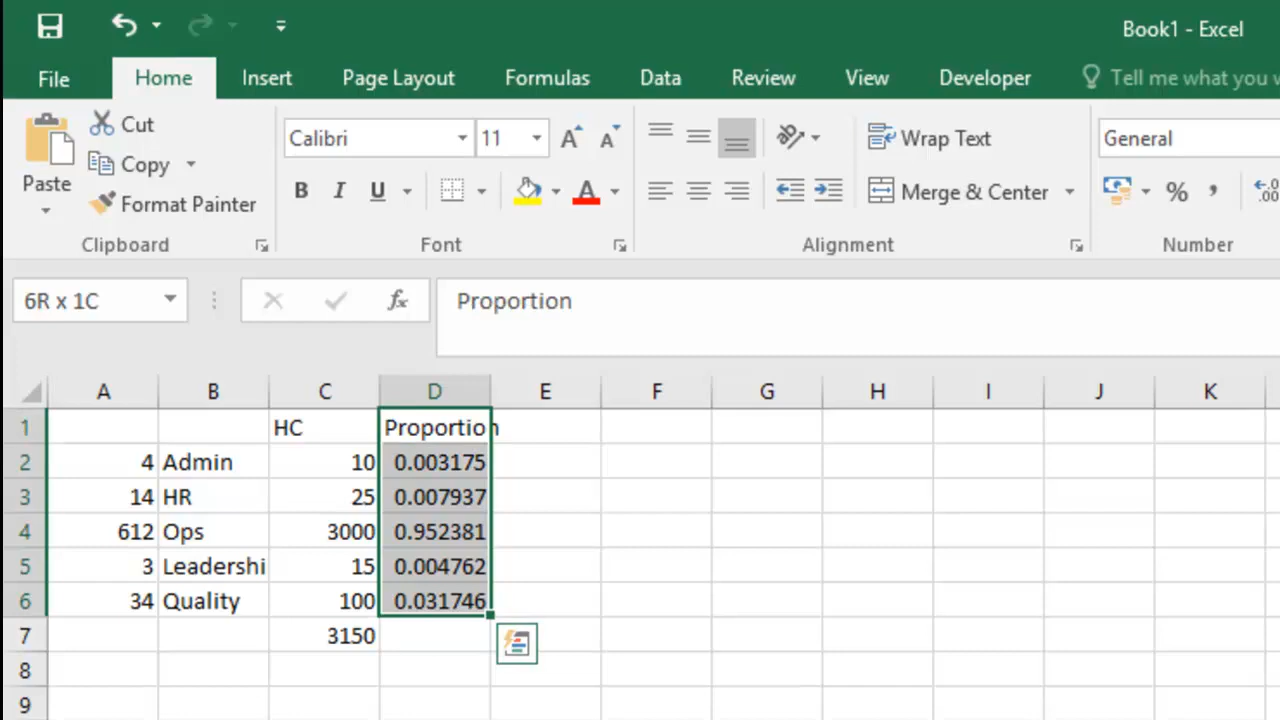 Book1 - Excel
File Home Insert Page Layout Formulas Data Review View Developer Tell me what you w
Paste
Cut
Copy
Format Painter
Clipboard
Calibri 11 A A
B I U A
Font
Wrap Text
Merge & Center
Alignment
General
% , .0 .00
Number
6R x 1C fx Proportion
A B C D E F G H I J K
1 HC Proportion
2 4 Admin 10 0.003175
3 14 HR 25 0.007937
4 612 Ops 3000 0.952381
5 3 Leadershi 15 0.004762
6 34 Quality 100 0.031746
7 3150
8
9